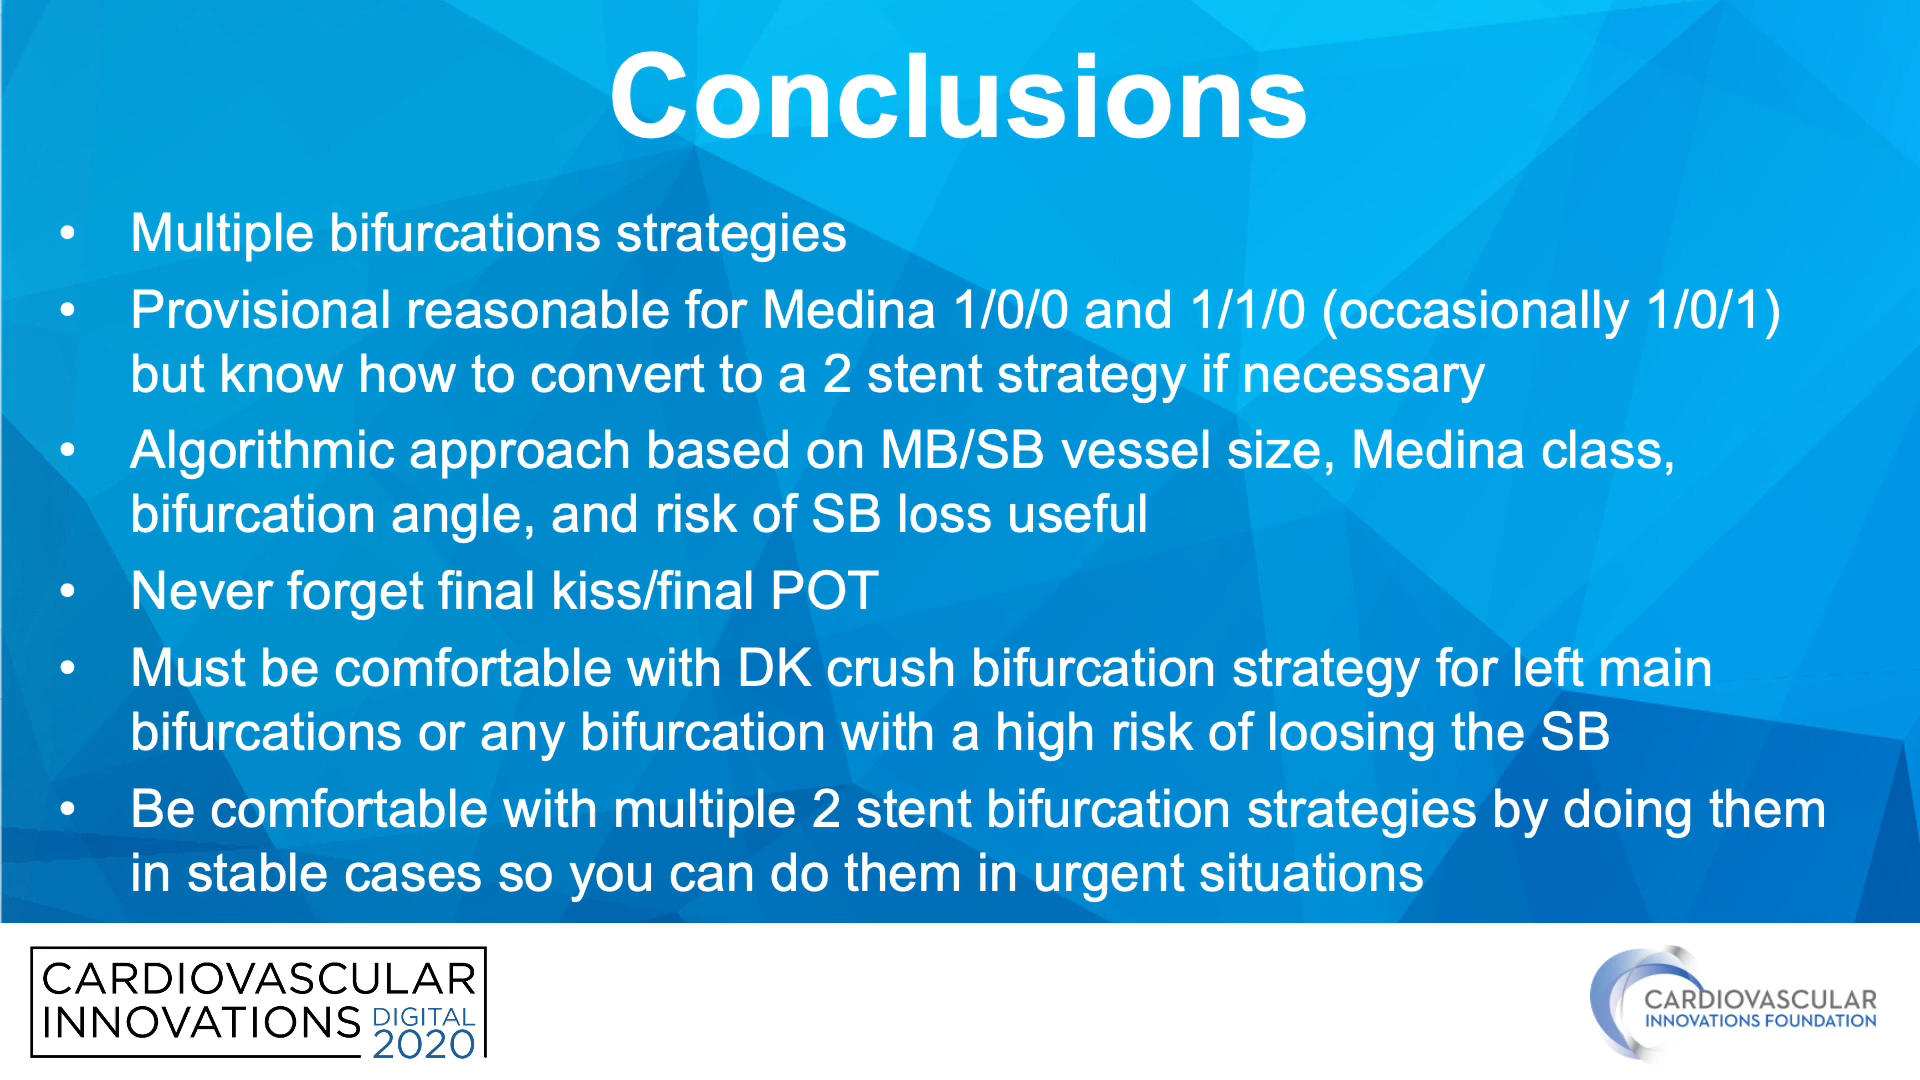 Conclusions
• Multiple bifurcations strategies
• Provisional reasonable for Medina 1/0/0 and 1/1/0 (occasionally 1/0/1)
but know how to convert to a 2 stent strategy if necessary
• Algorithmic approach based on MB/SB vessel size, Medina class,
bifurcation angle, and risk of SB loss useful
• Never forget final kiss/final POT
• Must be comfortable with DK crush bifurcation strategy for left main
bifurcations or any bifurcation with a high risk of loosing the SB
• Be comfortable with multiple 2 stent bifurcation strategies by doing them
in stable cases so you can do them in urgent situations
CARDIOVASCULAR
INNOVATIONS DIGITAL
2020
CARDIOVASCULAR
INNOVATIONS FOUNDATION